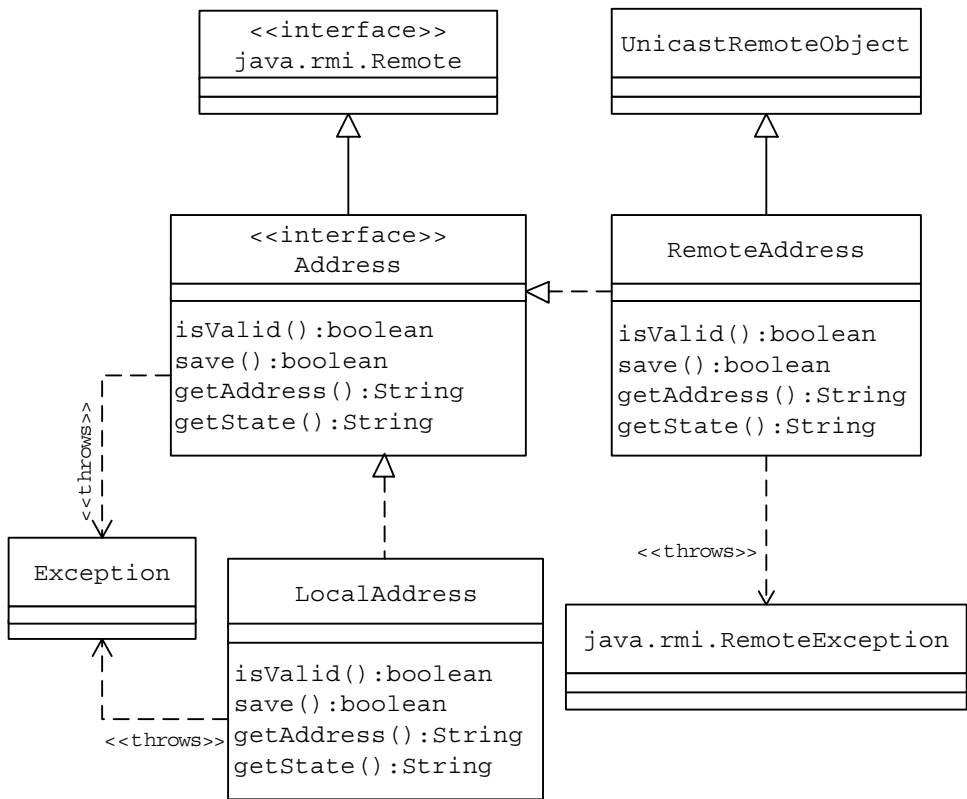 <<interface>>
java.rmi.Remote
UnicastRemoteObject
<<interface>>
Address
isValid():boolean
save():boolean
getAddress():String
getState():String
RemoteAddress
isValid():boolean
save():boolean
getAddress():String
getState():String
<<throws>>
<<throws>>
Exception
LocalAddress
isValid():boolean
save():boolean
getAddress():String
getState():String
java.rmi.RemoteException
<<throws>>